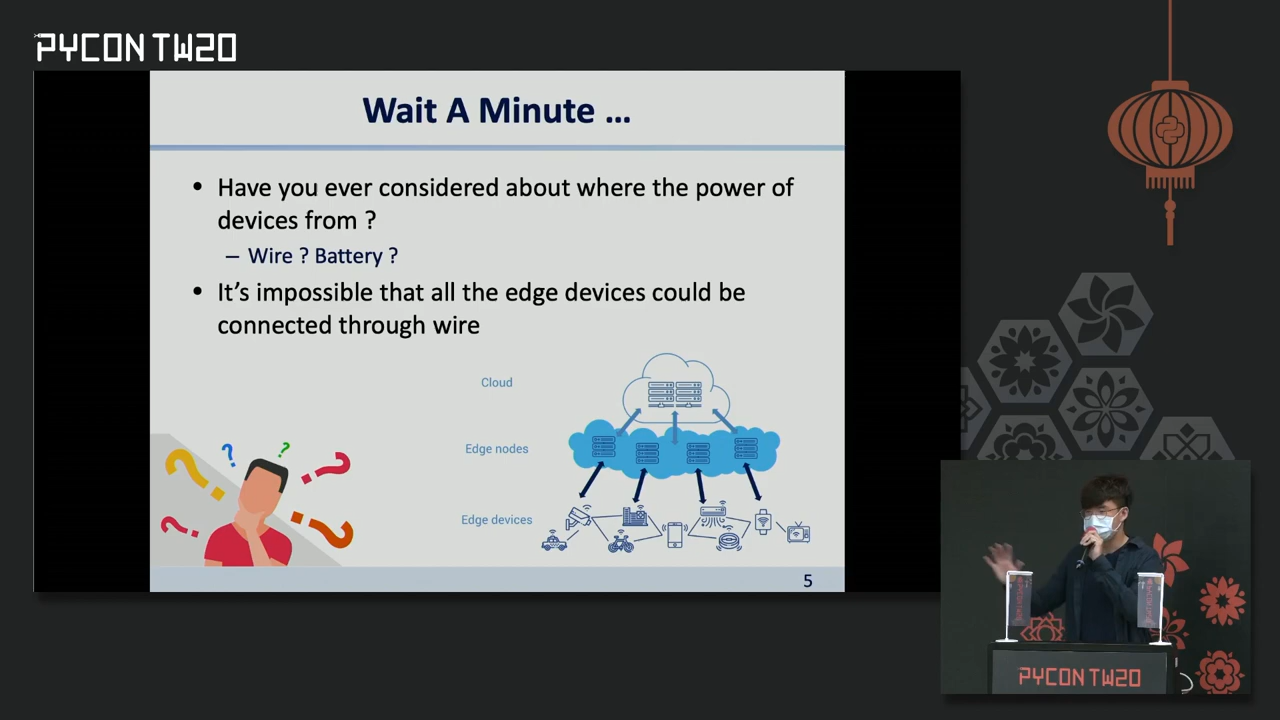 PYCON TW20
Wait A Minute ...
• Have you ever considered about where the power of
devices from ?
– Wire ? Battery ?
• It’s impossible that all the edge devices could be
connected through wire
Cloud
Edge nodes
Edge devices
5
PYCON TW20